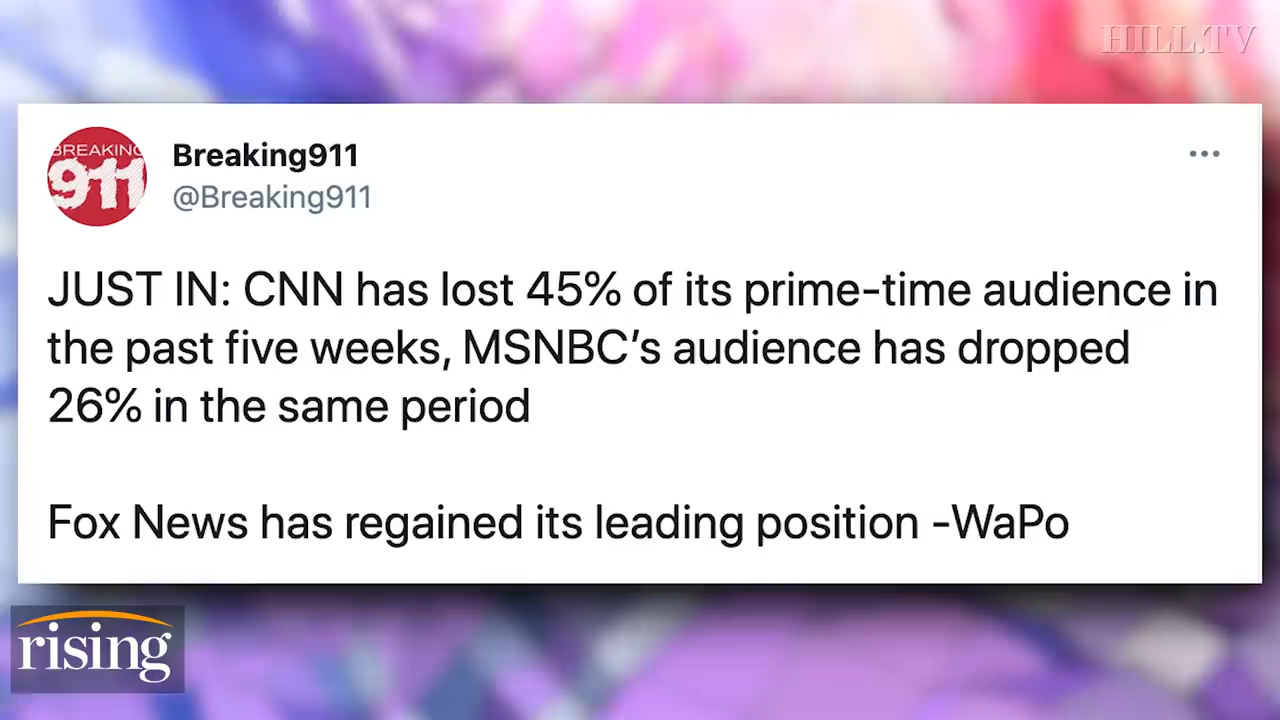 HILL.TV
BREAKING
911
Breaking911
@Breaking911
JUST IN: CNN has lost 45% of its prime-time audience in
the past five weeks, MSNBC’s audience has dropped
26% in the same period
Fox News has regained its leading position -WaPo
rising